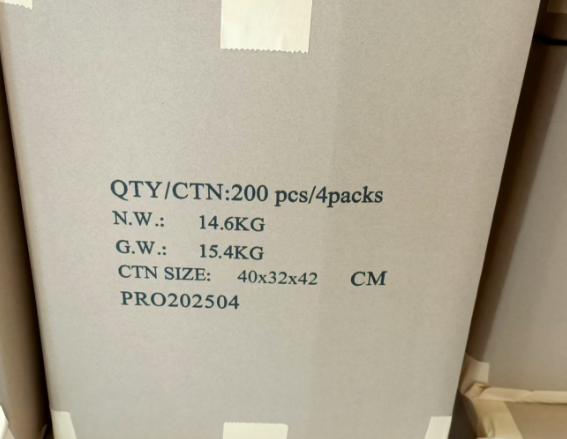 QTY/CTN:200 pcs/4packs
N.W.: 14.6KG
G.W.: 15.4KG
CTN SIZE: 40x32x42 CM
PRO202504